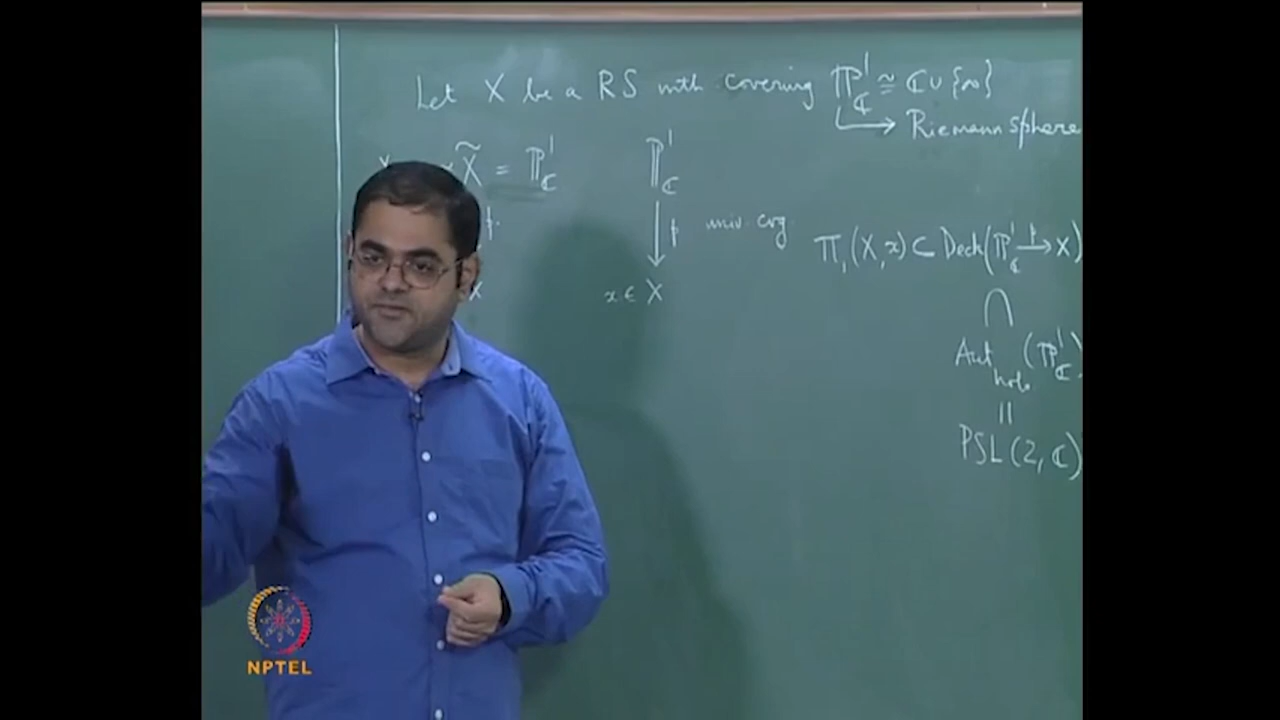 Let X be a RS with covering ℙ¹_ℂ ≅ ℂ ∪ {∞}
↳ Riemann sphere
X̃ = ℙ¹_ℂ ℙ¹_ℂ
↓ p univ. cvg.
π₁(X,x) ⊂ Deck(ℙ¹_ℂ →^p X)
x ∈ X
∩
Aut_holo (ℙ¹_ℂ)
||
PSL(2, ℂ)
NPTEL